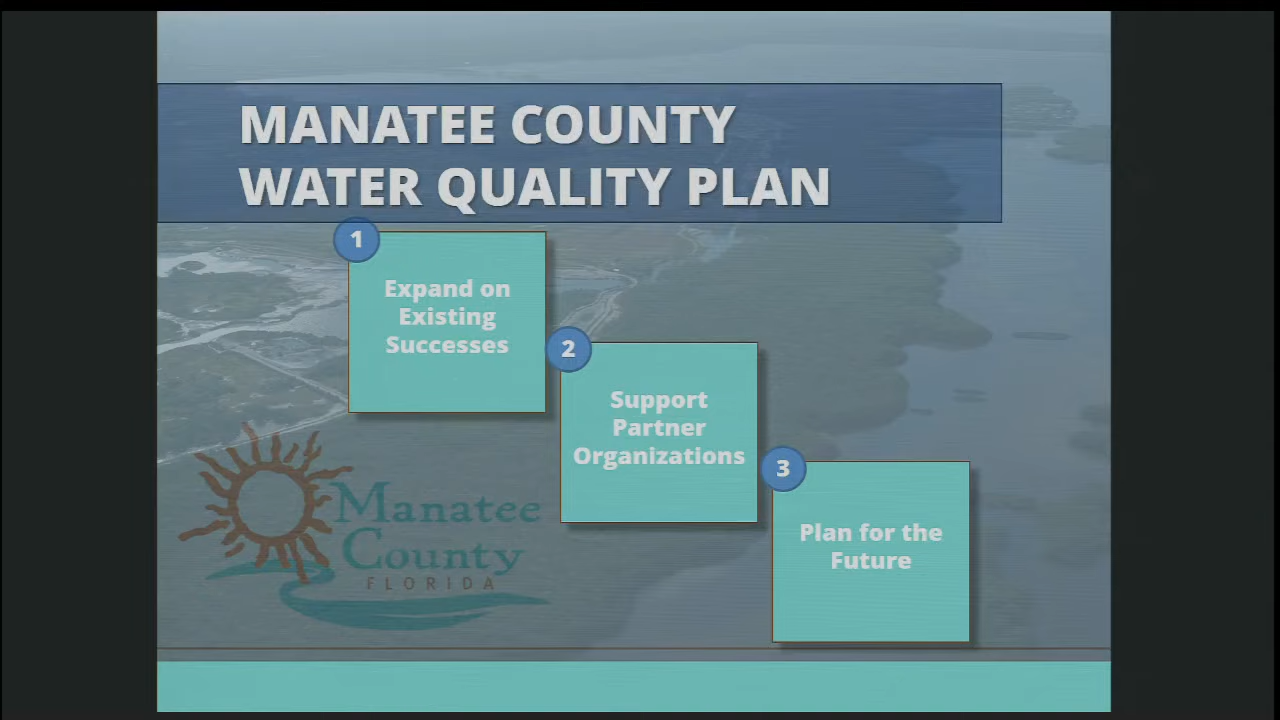 MANATEE COUNTY
WATER QUALITY PLAN
1
Expand on
Existing
Successes
2
Support
Partner
Organizations
3
Plan for the
Future
Manatee
County
FLORIDA